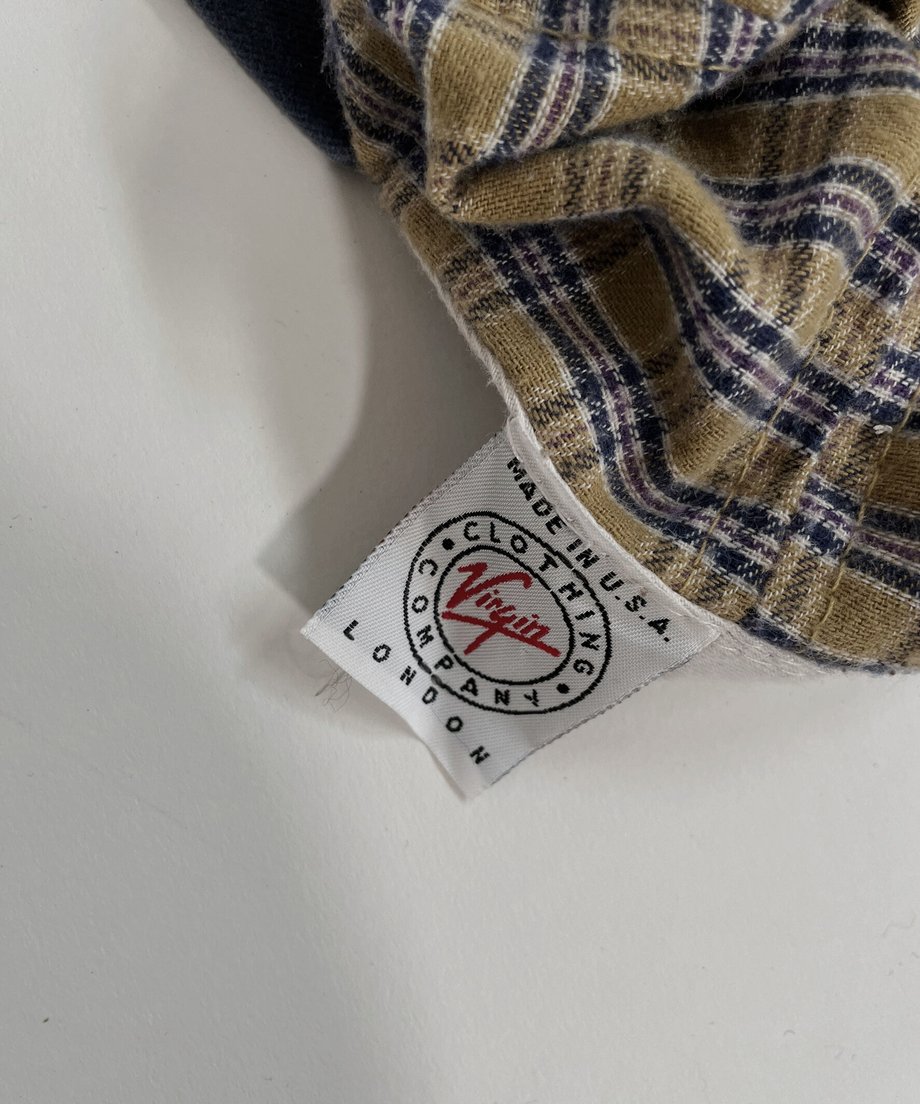 MADE IN U.S.A.
CLOTHING
Virgin
COMPANY
LONDON